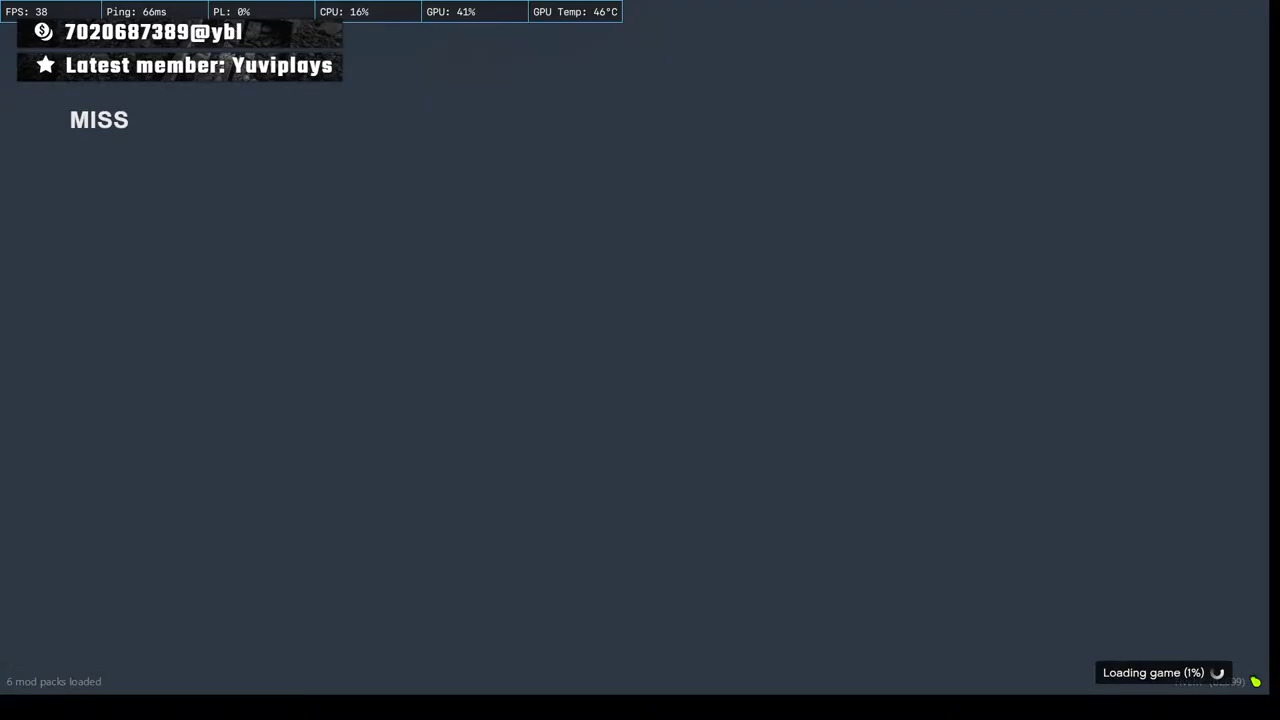 FPS: 38 Ping: 66ms PL: 0% CPU: 16% GPU: 41% GPU Temp: 46°C
7020687389@ybl
Latest member: Yuviplays
MISS
Loading game (1%)
6 mod packs loaded